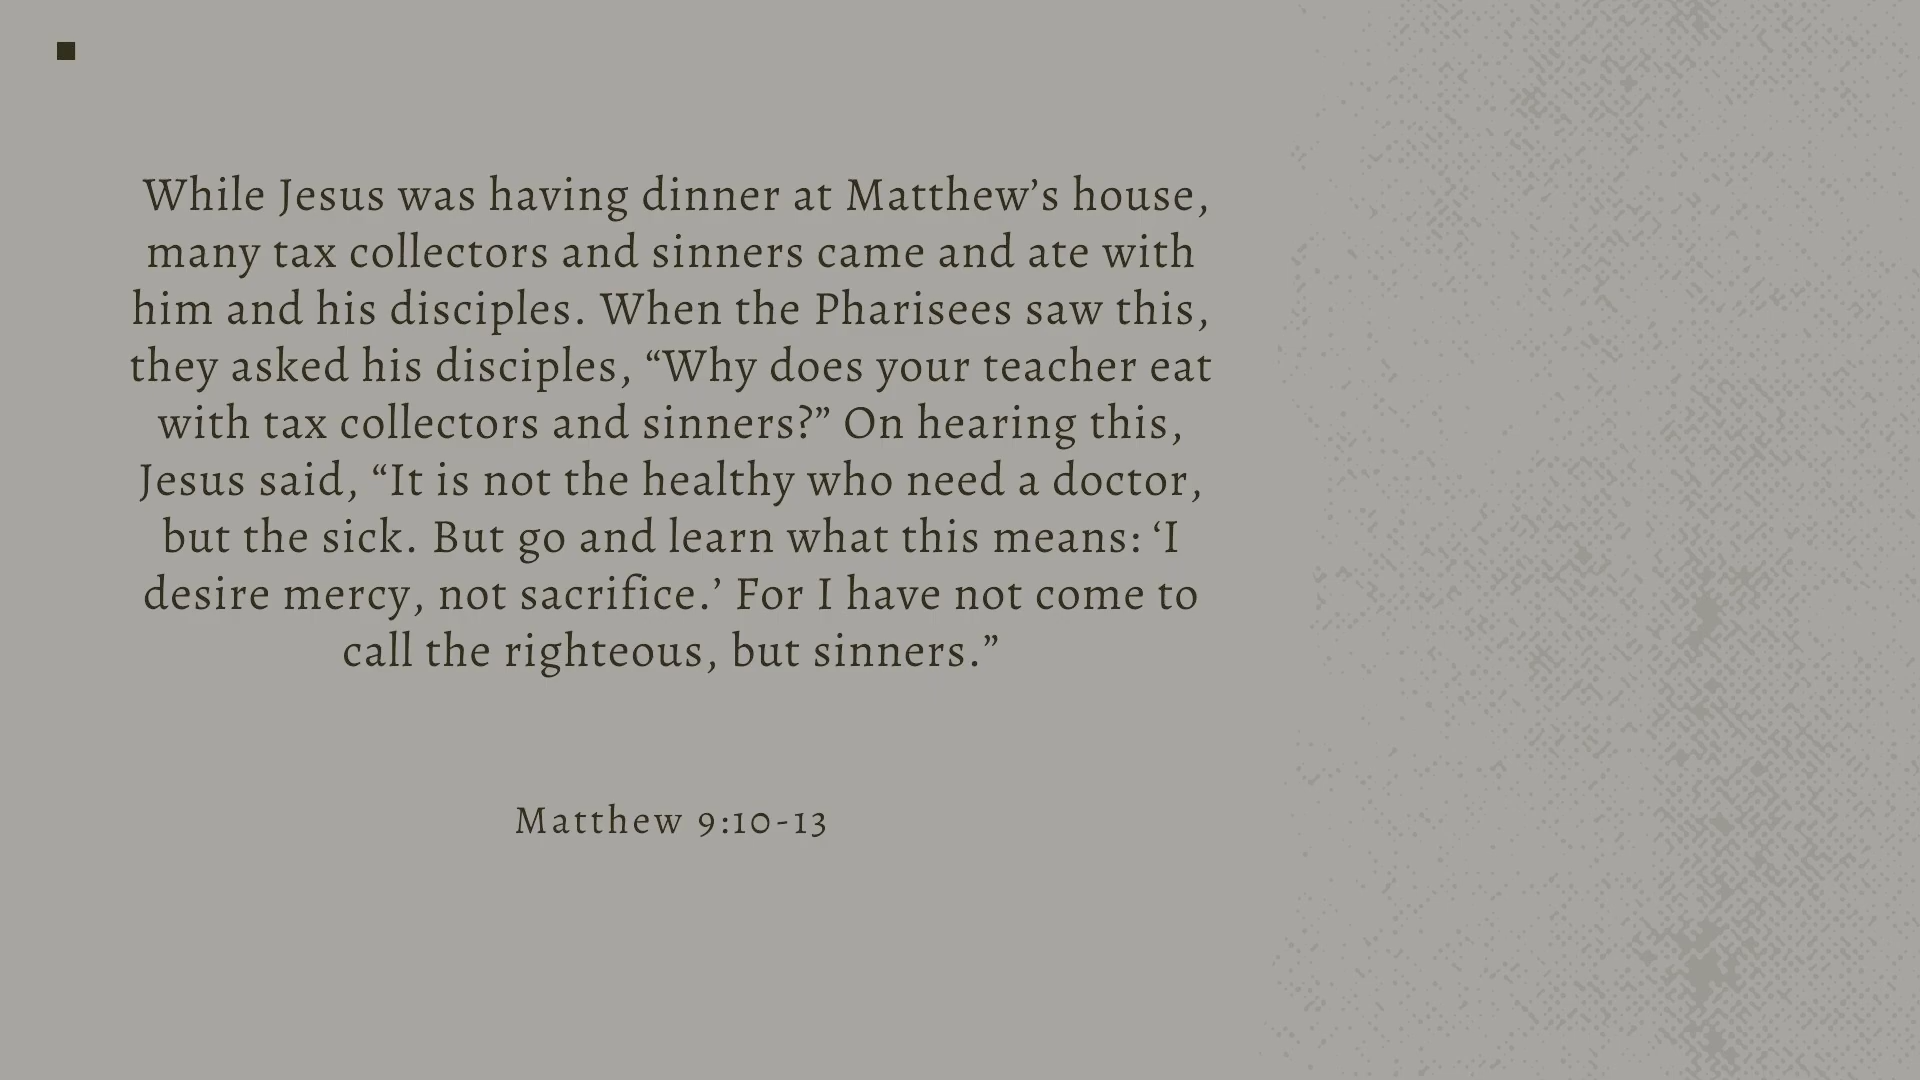 While Jesus was having dinner at Matthew’s house,
many tax collectors and sinners came and ate with
him and his disciples. When the Pharisees saw this,
they asked his disciples, “Why does your teacher eat
with tax collectors and sinners?” On hearing this,
Jesus said, “It is not the healthy who need a doctor,
but the sick. But go and learn what this means: ‘I
desire mercy, not sacrifice.’ For I have not come to
call the righteous, but sinners.”
Matthew 9:10-13